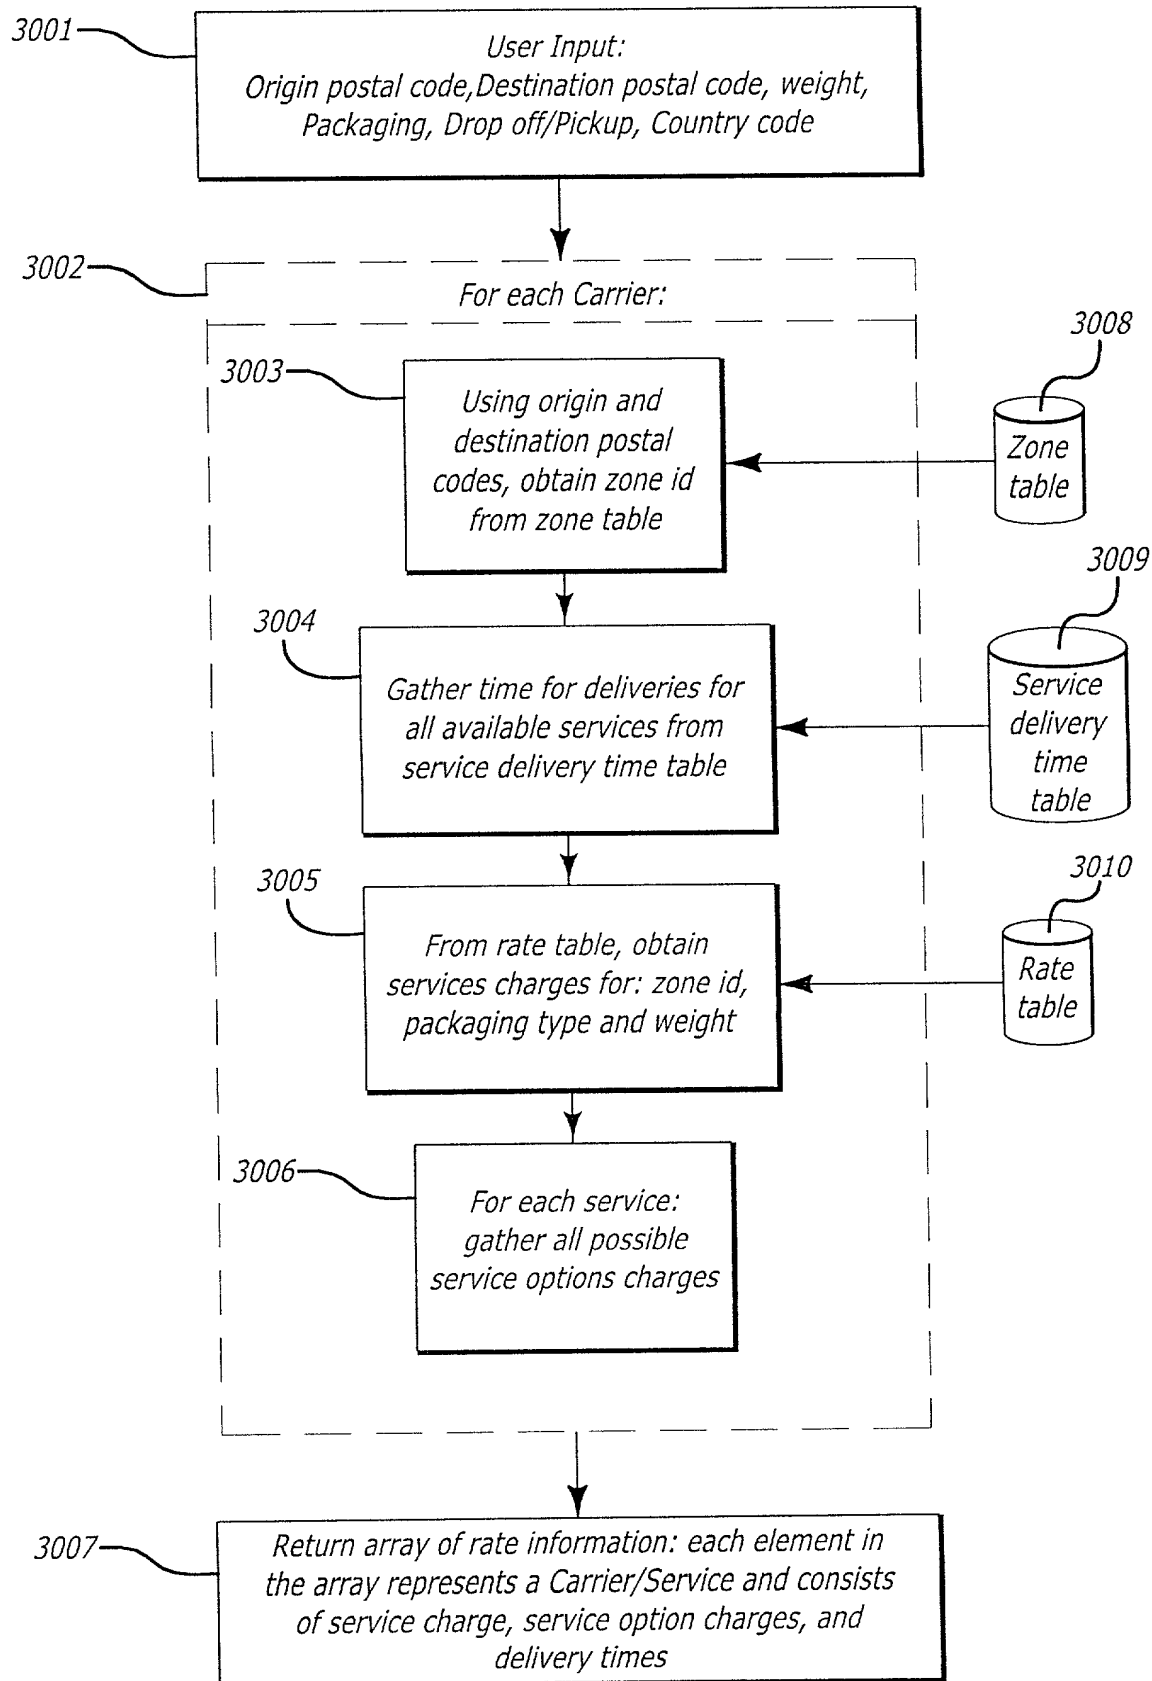 3001
User Input:
Origin postal code,Destination postal code, weight,
Packaging, Drop off/Pickup, Country code
3002
For each Carrier:
3003
Using origin and
destination postal
codes, obtain zone id
from zone table
3008
Zone
table
3004
Gather time for deliveries for
all available services from
service delivery time table
3009
Service
delivery
time
table
3005
From rate table, obtain
services charges for: zone id,
packaging type and weight
3010
Rate
table
3006
For each service:
gather all possible
service options charges
3007
Return array of rate information: each element in
the array represents a Carrier/Service and consists
of service charge, service option charges, and
delivery times